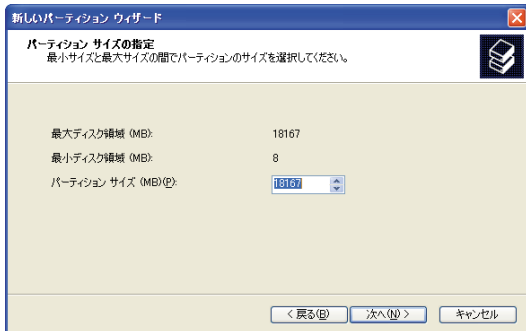 新しいパーティション ウィザード
パーティション サイズの指定
最小サイズと最大サイズの間でパーティションのサイズを選択してください。
最大ディスク領域 (MB): 18167
最小ディスク領域 (MB): 8
パーティション サイズ (MB)(P): 18167
< 戻る(B) 次へ(N) > キャンセル